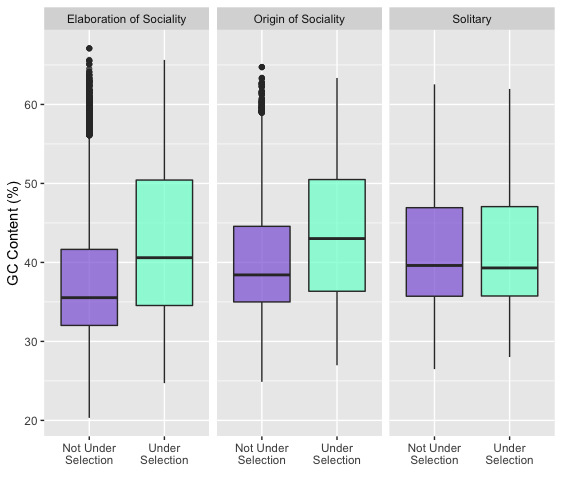 Elaboration of Sociality
Origin of Sociality
Solitary
GC Content (%)
60
50
40
30
20
Not Under
Selection
Under
Selection
Not Under
Selection
Under
Selection
Not Under
Selection
Under
Selection